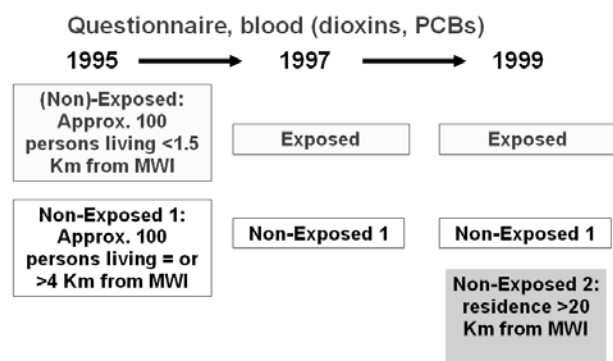 Questionnaire, blood (dioxins, PCBs)
1995 1997 1999
(Non)-Exposed:
Approx. 100
persons living <1.5
Km from MWI
Exposed
Exposed
Non-Exposed 1:
Approx. 100
persons living = or
>4 Km from MWI
Non-Exposed 1
Non-Exposed 1
Non-Exposed 2:
residence >20
Km from MWI